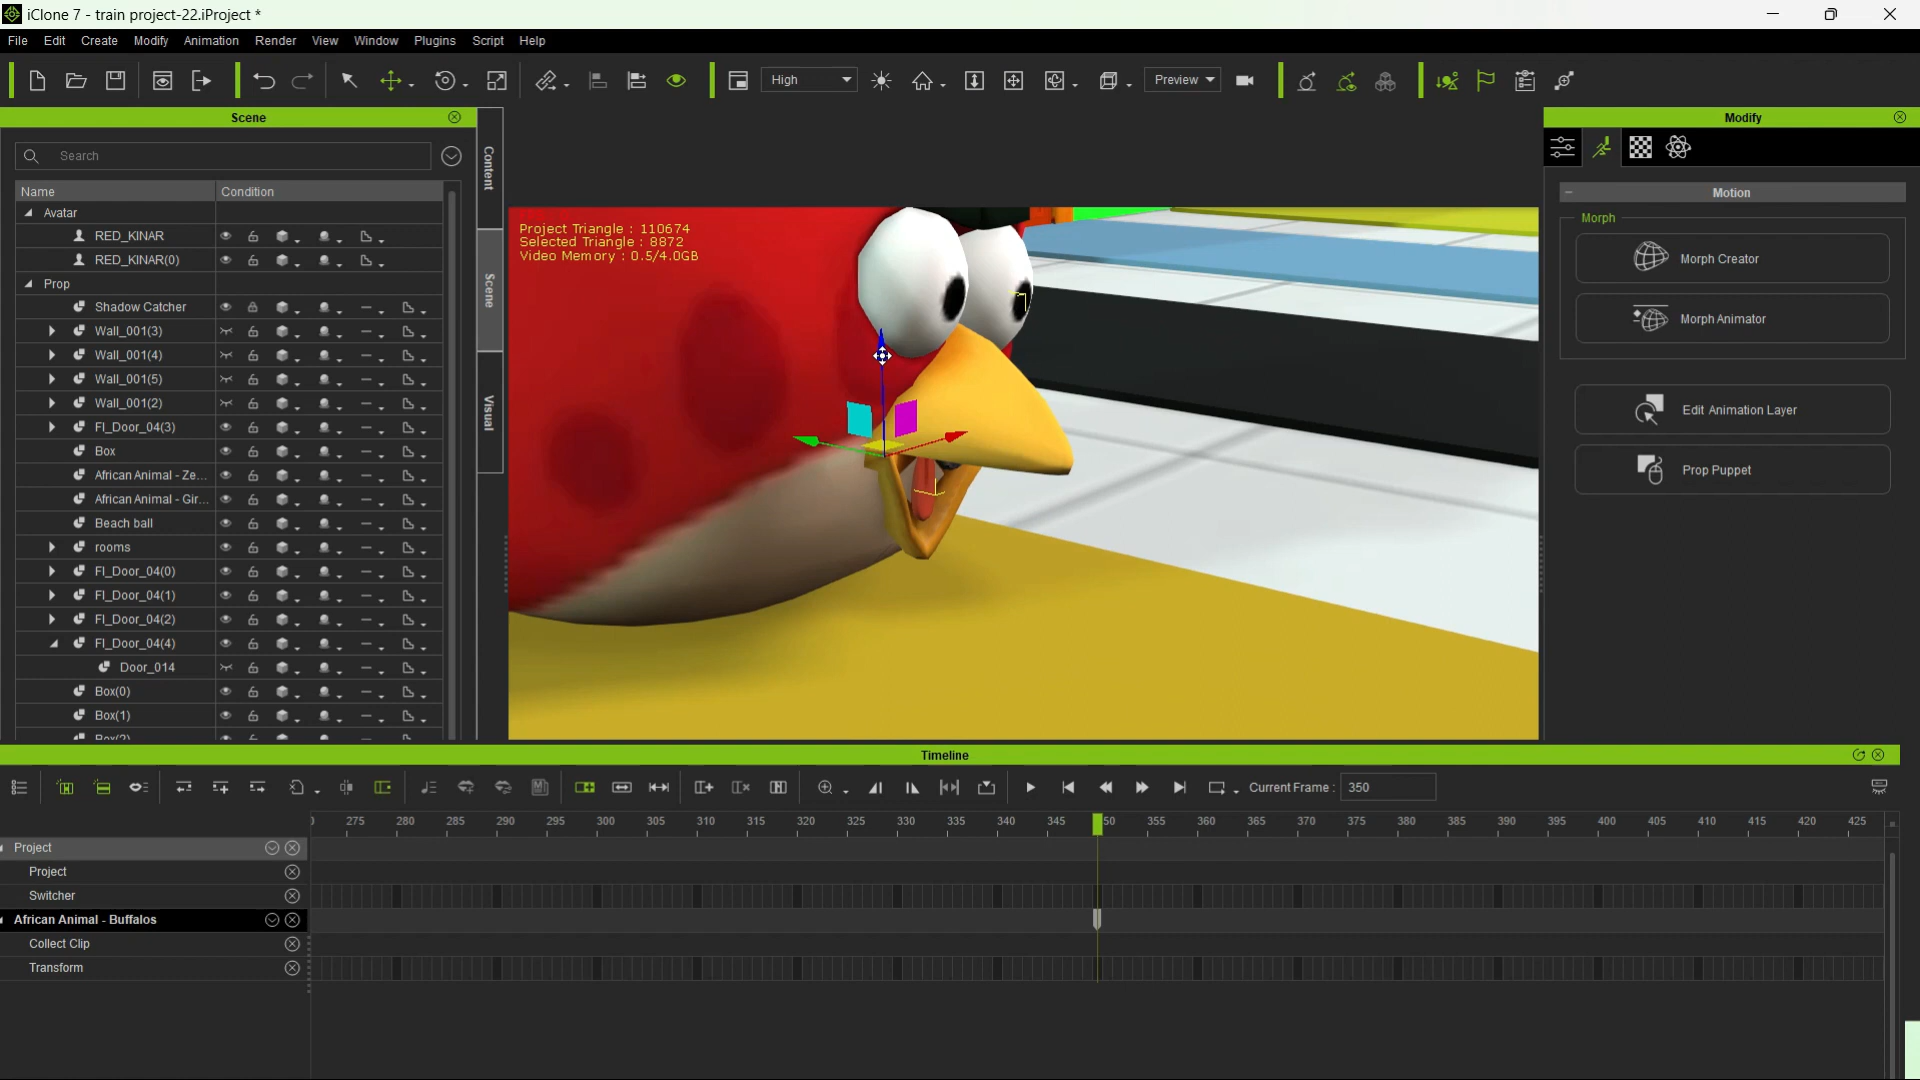 iClone 7 - train project-22.iProject *
File Edit Create Modify Animation Render View Window Plugins Script Help
High
Preview
Scene
Modify
Search
Content
Scene
Visual
Name Condition
Avatar
RED_KINAR
RED_KINAR(0)
Prop
Shadow Catcher
Wall_001(3)
Wall_001(4)
Wall_001(5)
Wall_001(2)
FI_Door_04(3)
Box
African Animal - Ze...
African Animal - Gir...
Beach ball
rooms
FI_Door_04(0)
FI_Door_04(1)
FI_Door_04(2)
FI_Door_04(4)
Door_014
Box(0)
Box(1)
Box(2)
Project Triangle : 110674
Selected Triangle : 8872
Video Memory : 0.5/4.0GB
Motion
Morph
Morph Creator
Morph Animator
Edit Animation Layer
Prop Puppet
Timeline
Current Frame : 350
275 280 285 290 295 300 305 310 315 320 325 330 335 340 345 50 355 360 365 370 375 380 385 390 395 400 405 410 415 420 425
Project
Project
Switcher
African Animal - Buffalos
Collect Clip
Transform